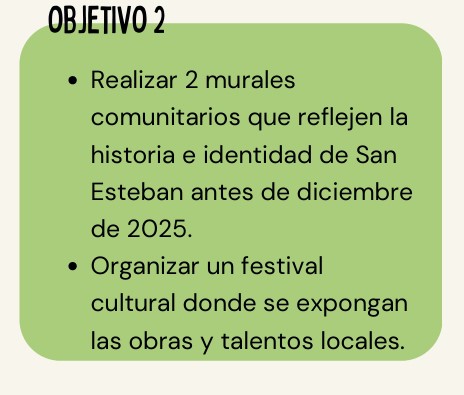 OBJETIVO 2
• Realizar 2 murales
comunitarios que reflejen la
historia e identidad de San
Esteban antes de diciembre
de 2025.
• Organizar un festival
cultural donde se expongan
las obras y talentos locales.